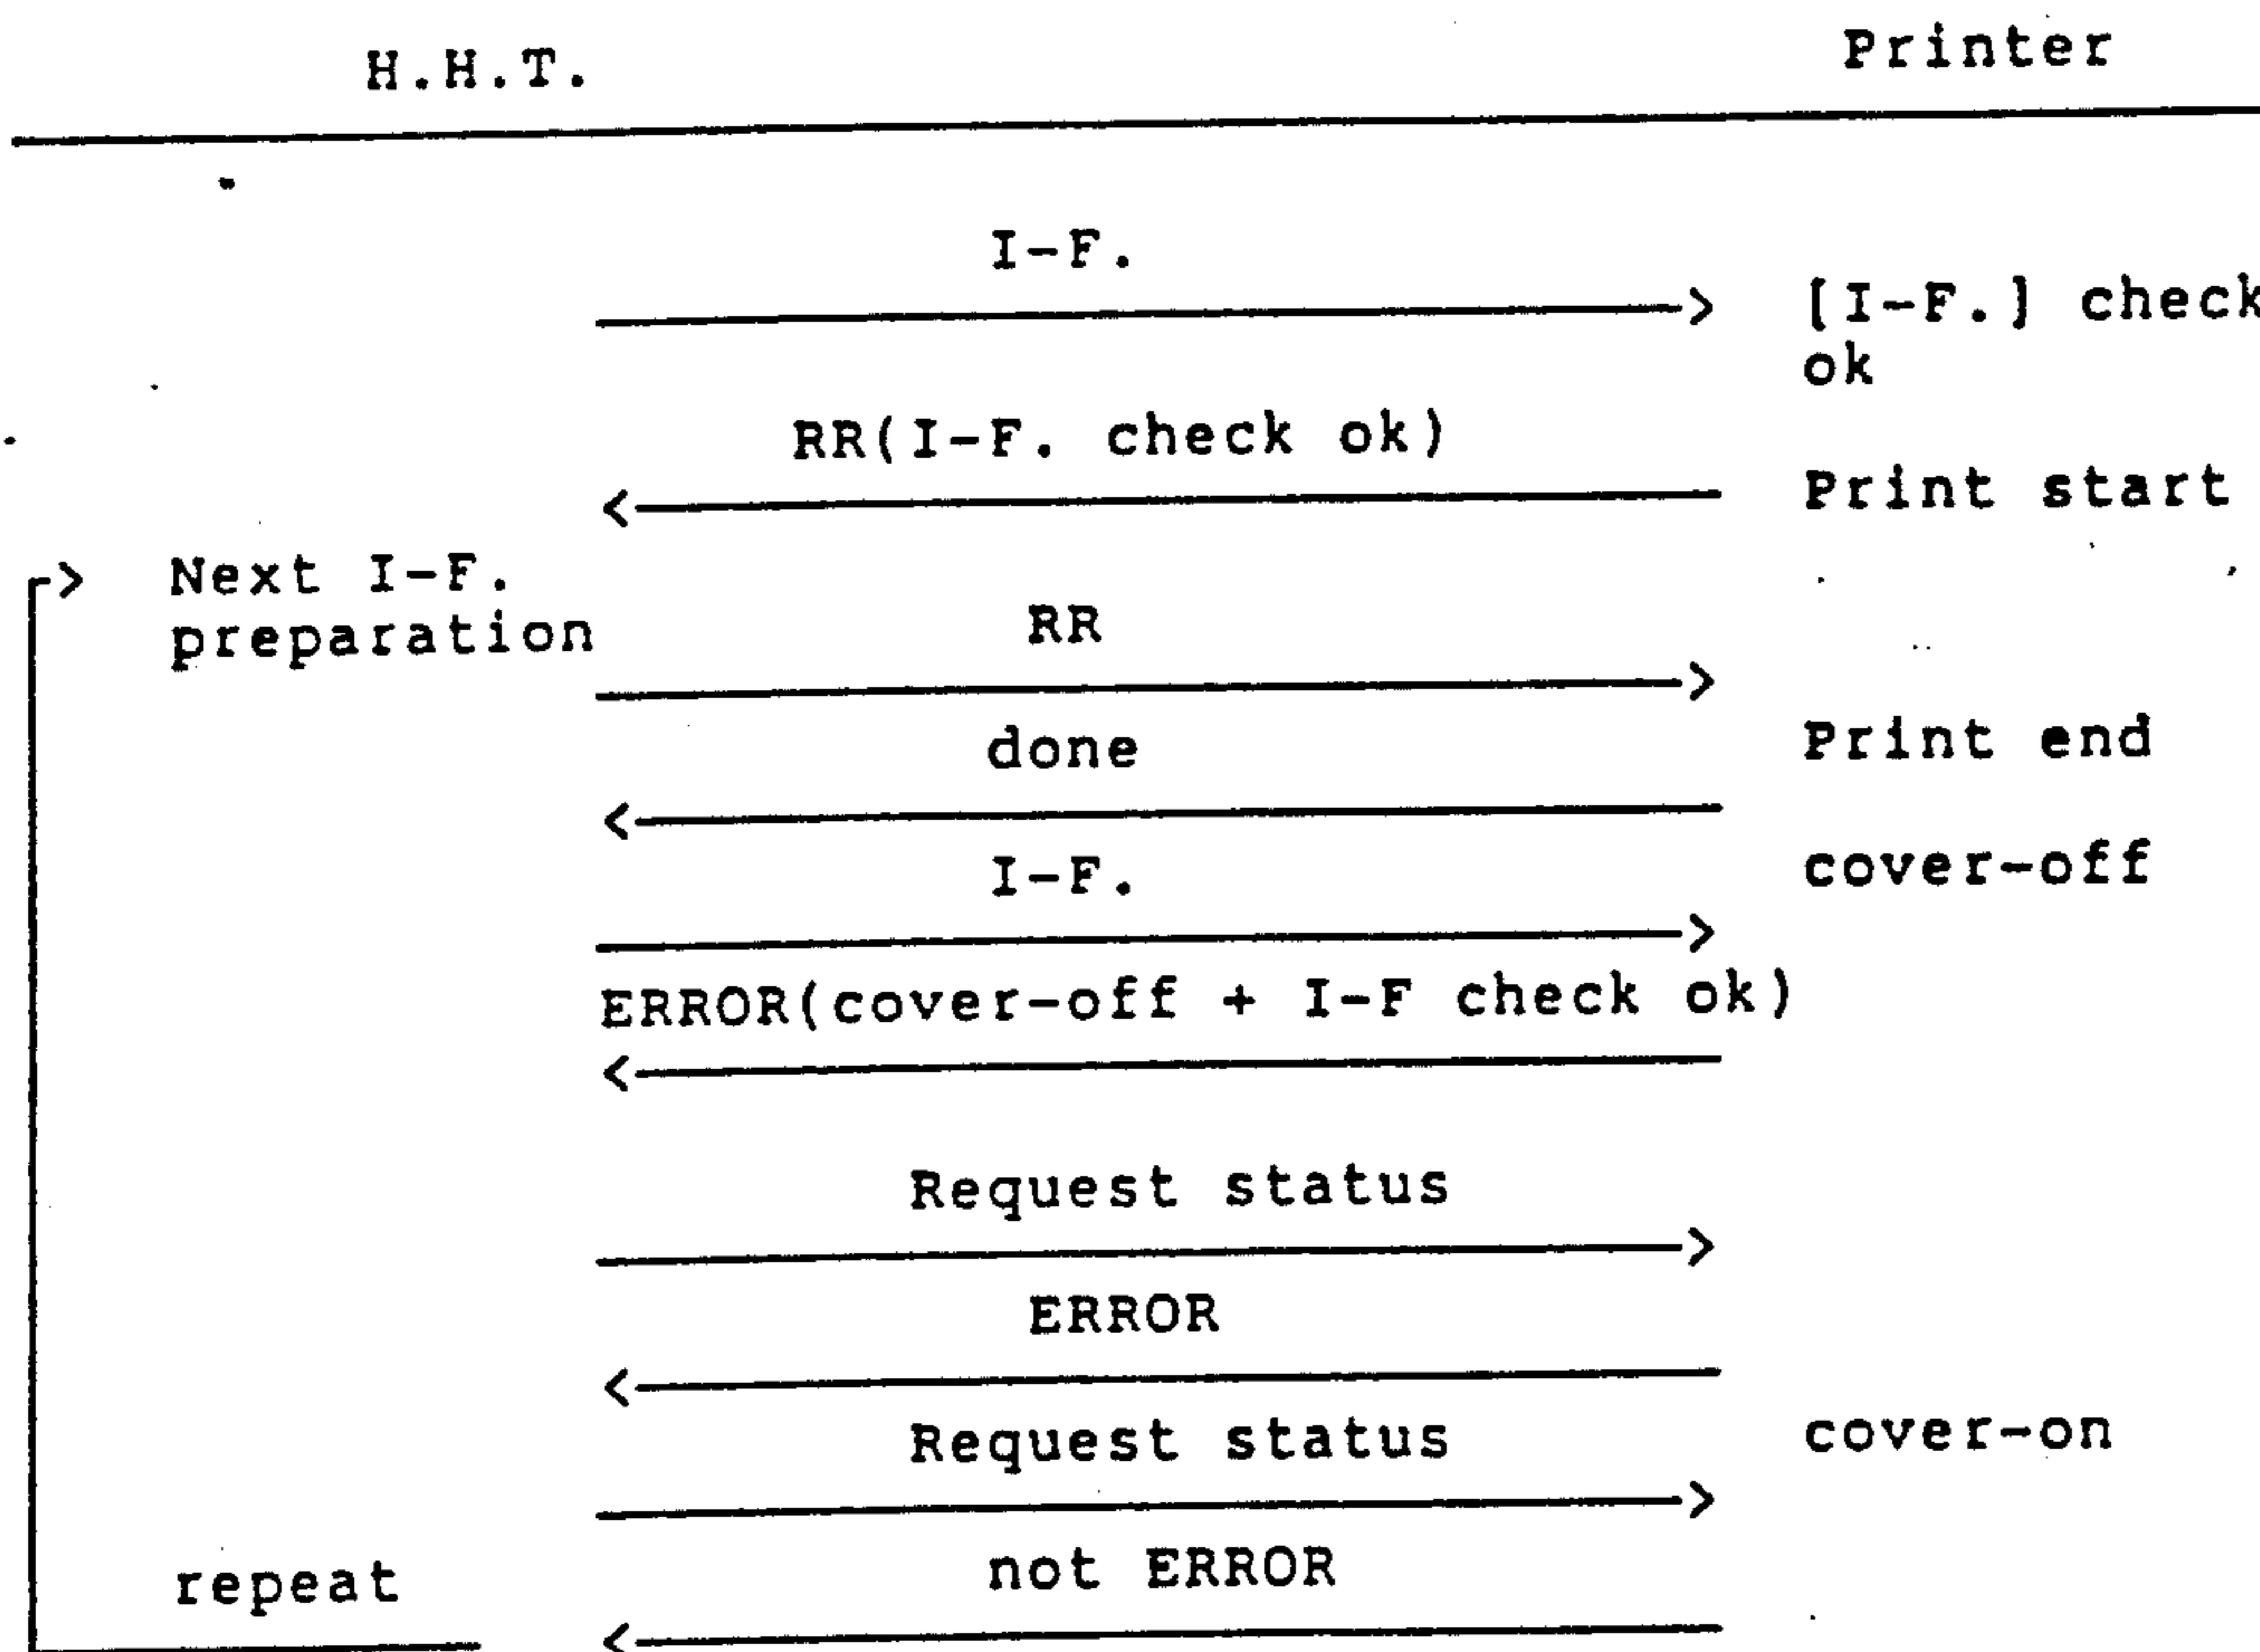 H.H.T. Printer
I-F.
[I-F.] check
ok
RR(I-F. check ok)
Print start
Next I-F.
preparation
RR
done
Print end
I-F.
cover-off
ERROR(cover-off + I-F check ok)
Request status
ERROR
Request status
cover-on
not ERROR
repeat